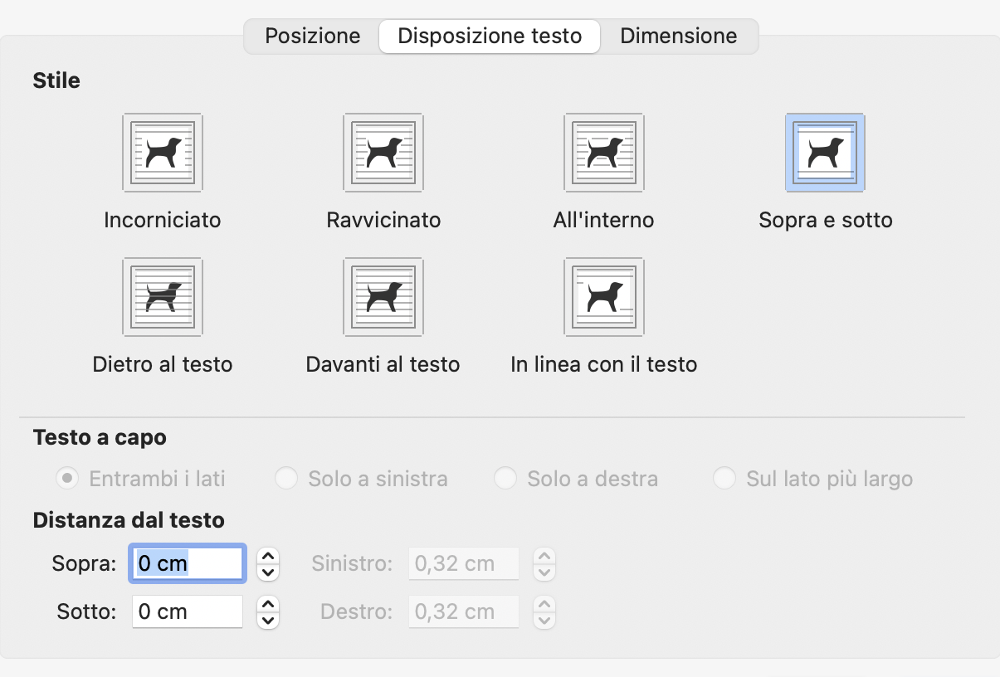 Posizione Disposizione testo Dimensione
Stile
Incorniciato Ravvicinato All'interno Sopra e sotto
Dietro al testo Davanti al testo In linea con il testo
Testo a capo
Entrambi i lati Solo a sinistra Solo a destra Sul lato più largo
Distanza dal testo
Sopra: 0 cm Sinistro: 0,32 cm
Sotto: 0 cm Destro: 0,32 cm